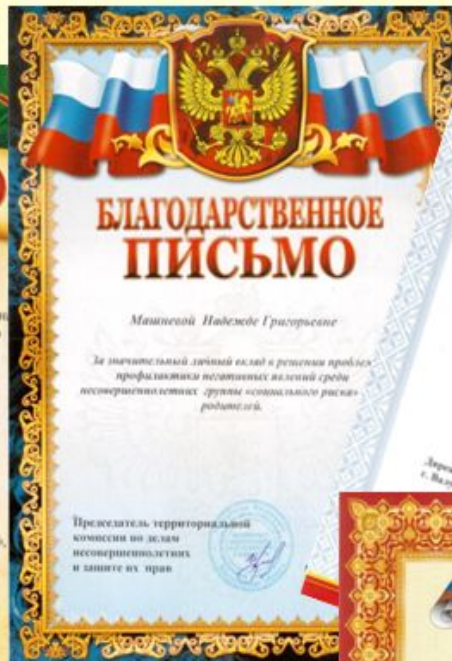 БЛАГОДАРСТВЕННОЕ
ПИСЬМО
Машневой Надежде Григорьевне
За значительный личный вклад в решении проблем
профилактики негативных явлений среди
несовершеннолетних группы «социального риска»
родителей.
Председатель территориальной
комиссии по делам
несовершеннолетних
и защите их прав